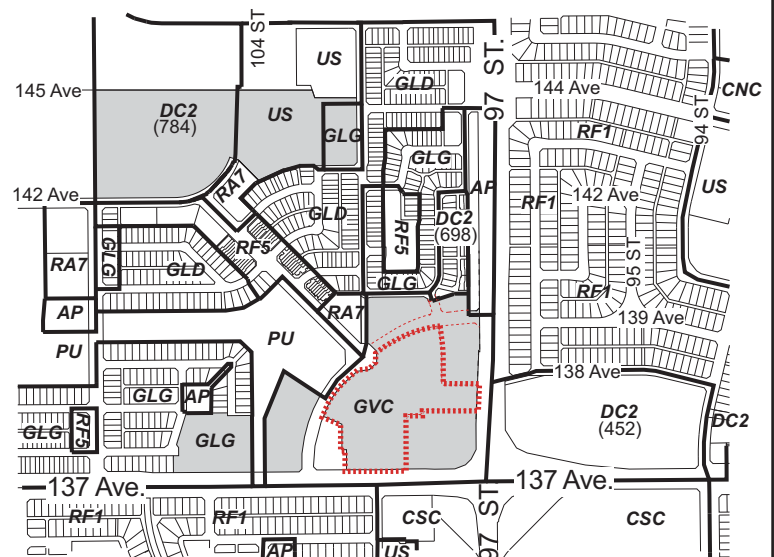 104 ST
US
97 ST.
GLD
145 Ave
144 Ave
CNC
DC2
(784)
US
GLG
94 ST
RF1
GLG
RA7
AP
US
142 Ave
142 Ave
GLD
RF5
DC2
(698)
RF1
GLG
RF5
95 ST
RA7
GLD
GLG
RF1
AP
RA7
139 Ave
PU
PU
138 Ave
GLG
AP
GVC
DC2
(452)
DC2
GLG
RF5
GLG
137 Ave.
137 Ave.
RF1
RF1
CSC
97 ST
CSC
AP
US